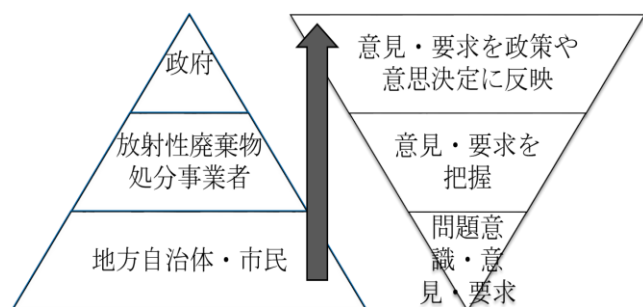 政府
放射性廃棄物
処分事業者
地方自治体・市民
意見・要求を政策や
意思決定に反映
意見・要求を
把握
問題意
識・意
見・要求